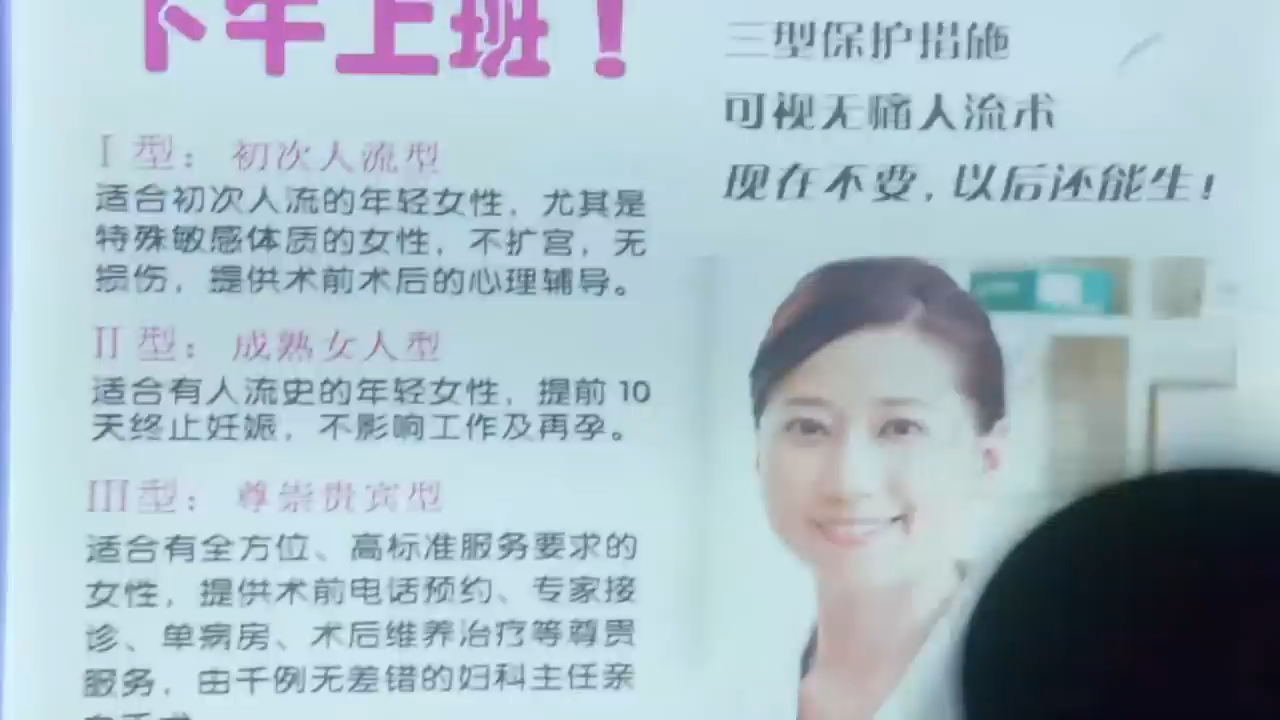 下午上班!
I 型：初次人流型
适合初次人流的年轻女性，尤其是
特殊敏感体质的女性，不扩宫，无
损伤，提供术前术后的心理辅导。
II 型：成熟女人型
适合有人流史的年轻女性，提前 10
天终止妊娠，不影响工作及再孕。
III 型：尊崇贵宾型
适合有全方位、高标准服务要求的
女性，提供术前电话预约、专家接
诊、单病房、术后维养治疗等尊贵
服务，由千例无差错的妇科主任亲
三型保护措施
可视无痛人流术
现在不要，以后还能生!